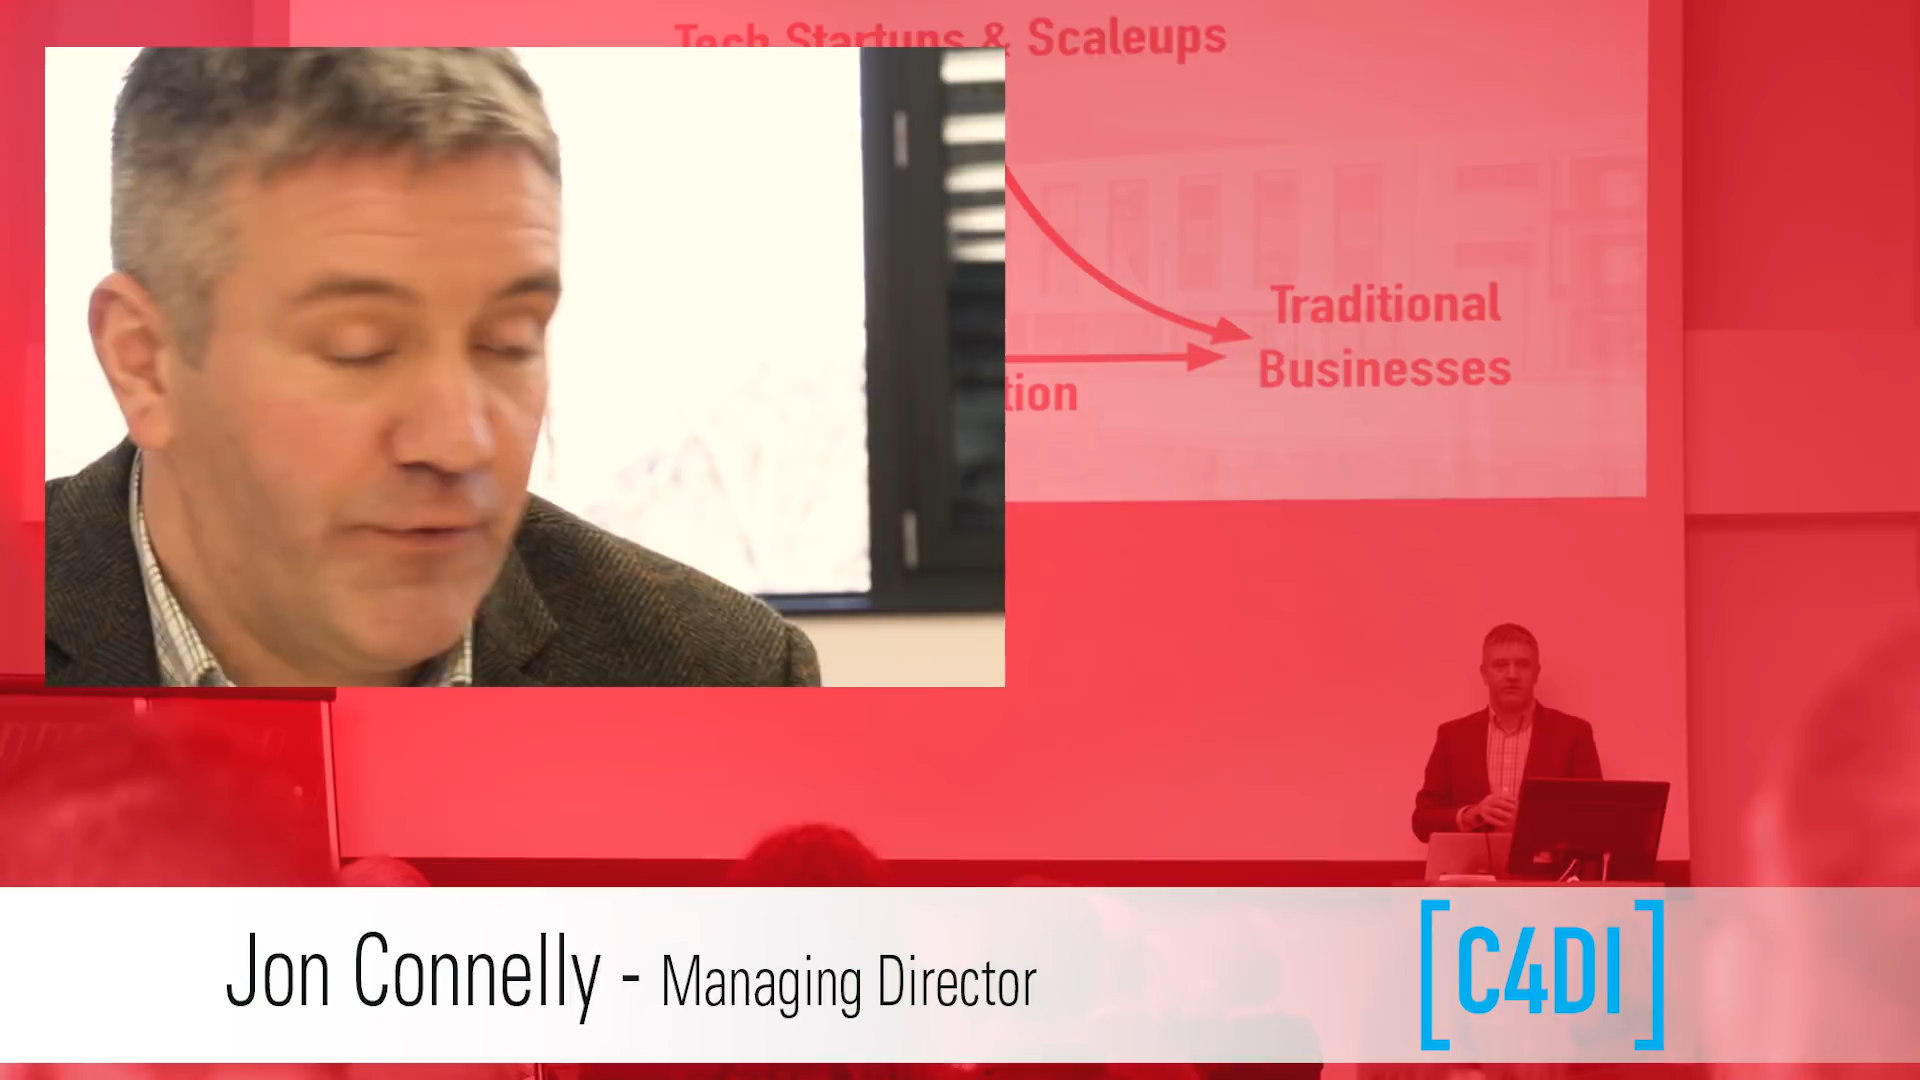 Tech Startups & Scaleups
Traditional
Businesses
tion
Jon Connelly - Managing Director
[C4DI]